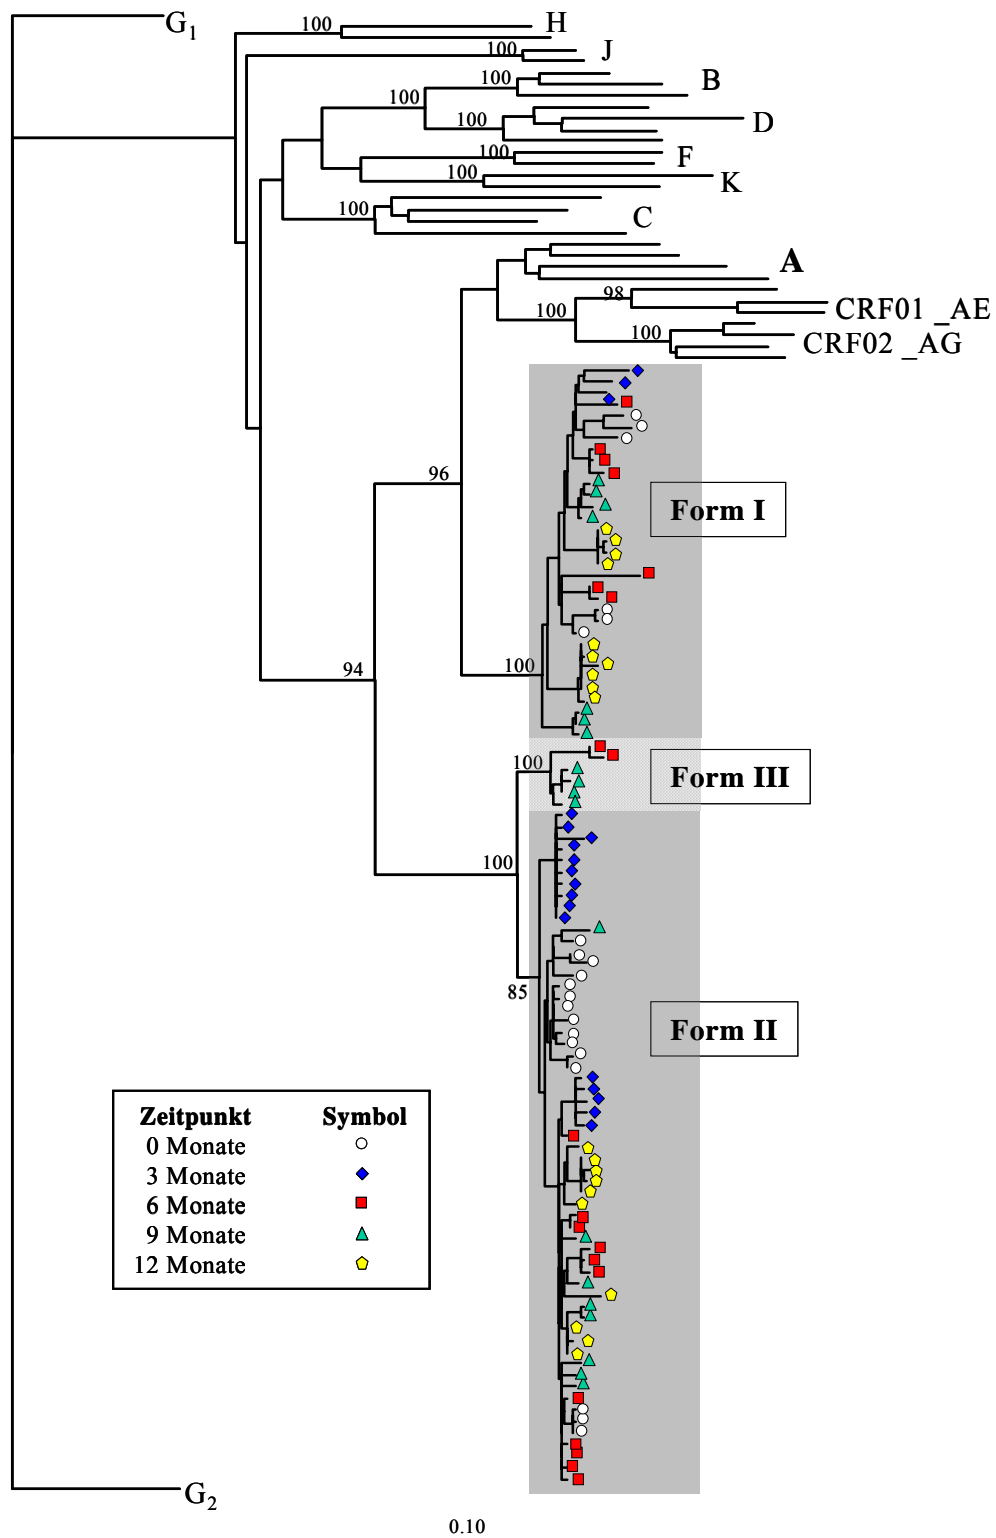 G1
100
H
100
J
100
B
100
100
D
100
F
100
K
100
C
A
98
100
CRF01 _AE
100
CRF02 _AG
96
Form I
94
100
100
Form III
100
85
Form II
Zeitpunkt Symbol
0 Monate
3 Monate
6 Monate
9 Monate
12 Monate
G2
0.10